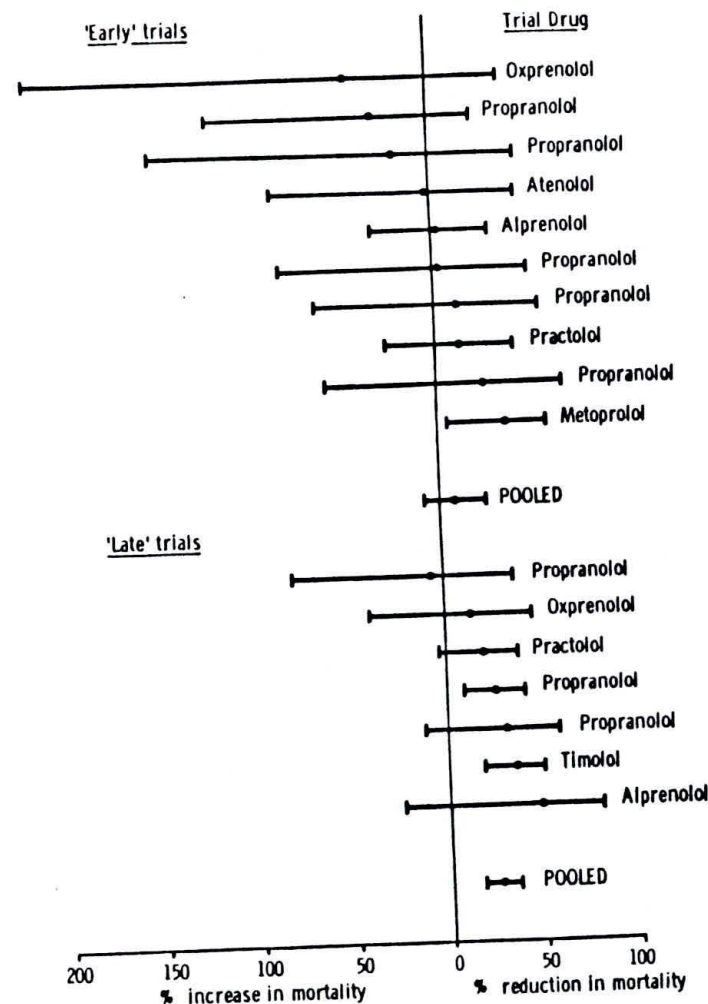 'Early' trials
Trial Drug
Oxprenolol
Propranolol
Propranolol
Atenolol
Alprenolol
Propranolol
Propranolol
Practolol
Propranolol
Metoprolol
POOLED
'Late' trials
Propranolol
Oxprenolol
Practolol
Propranolol
Propranolol
Timolol
Alprenolol
POOLED
200 150 100 50 0 50 100
% increase in mortality % reduction in mortality